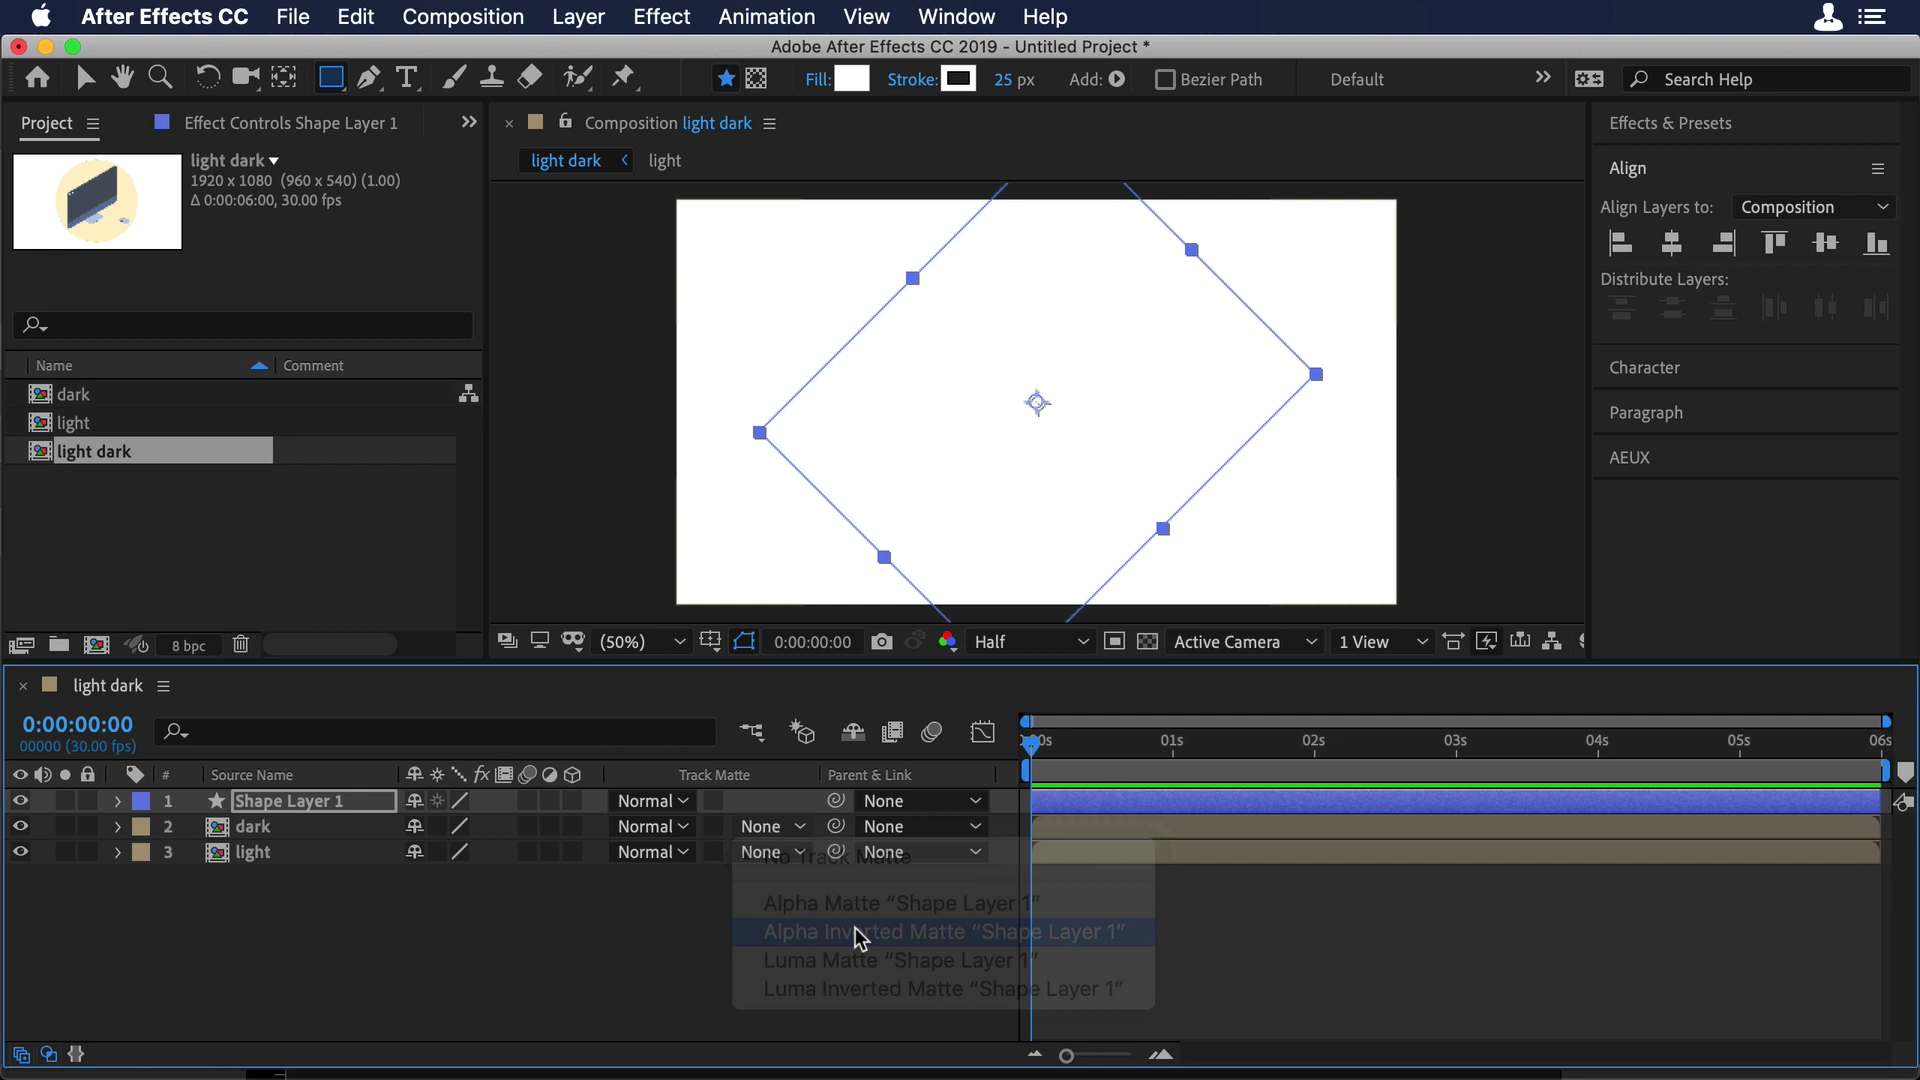 After Effects CC File Edit Composition Layer Effect Animation View Window Help
Adobe After Effects CC 2019 - Untitled Project *
Fill: Stroke: 25 px Add: Bezier Path Default Search Help
Project Effect Controls Shape Layer 1 Composition light dark Effects & Presets
light dark light
light dark
1920 x 1080 (960 x 540) (1.00)
Δ 0:00:06:00, 30.00 fps
Align
Align Layers to: Composition
Distribute Layers:
Name Comment
dark
light
light dark
Character
Paragraph
AEUX
8 bpc
(50%) 0:00:00:00 Half Active Camera 1 View
light dark
0:00:00:00
00000 (30.00 fps)
:00s 01s 02s 03s 04s 05s 06s
# Source Name fx Track Matte Parent & Link
1 Shape Layer 1 Normal None
2 dark Normal None None
3 light Normal None None
No Track Matte
Alpha Matte “Shape Layer 1”
Alpha Inverted Matte “Shape Layer 1”
Luma Matte “Shape Layer 1”
Luma Inverted Matte “Shape Layer 1”